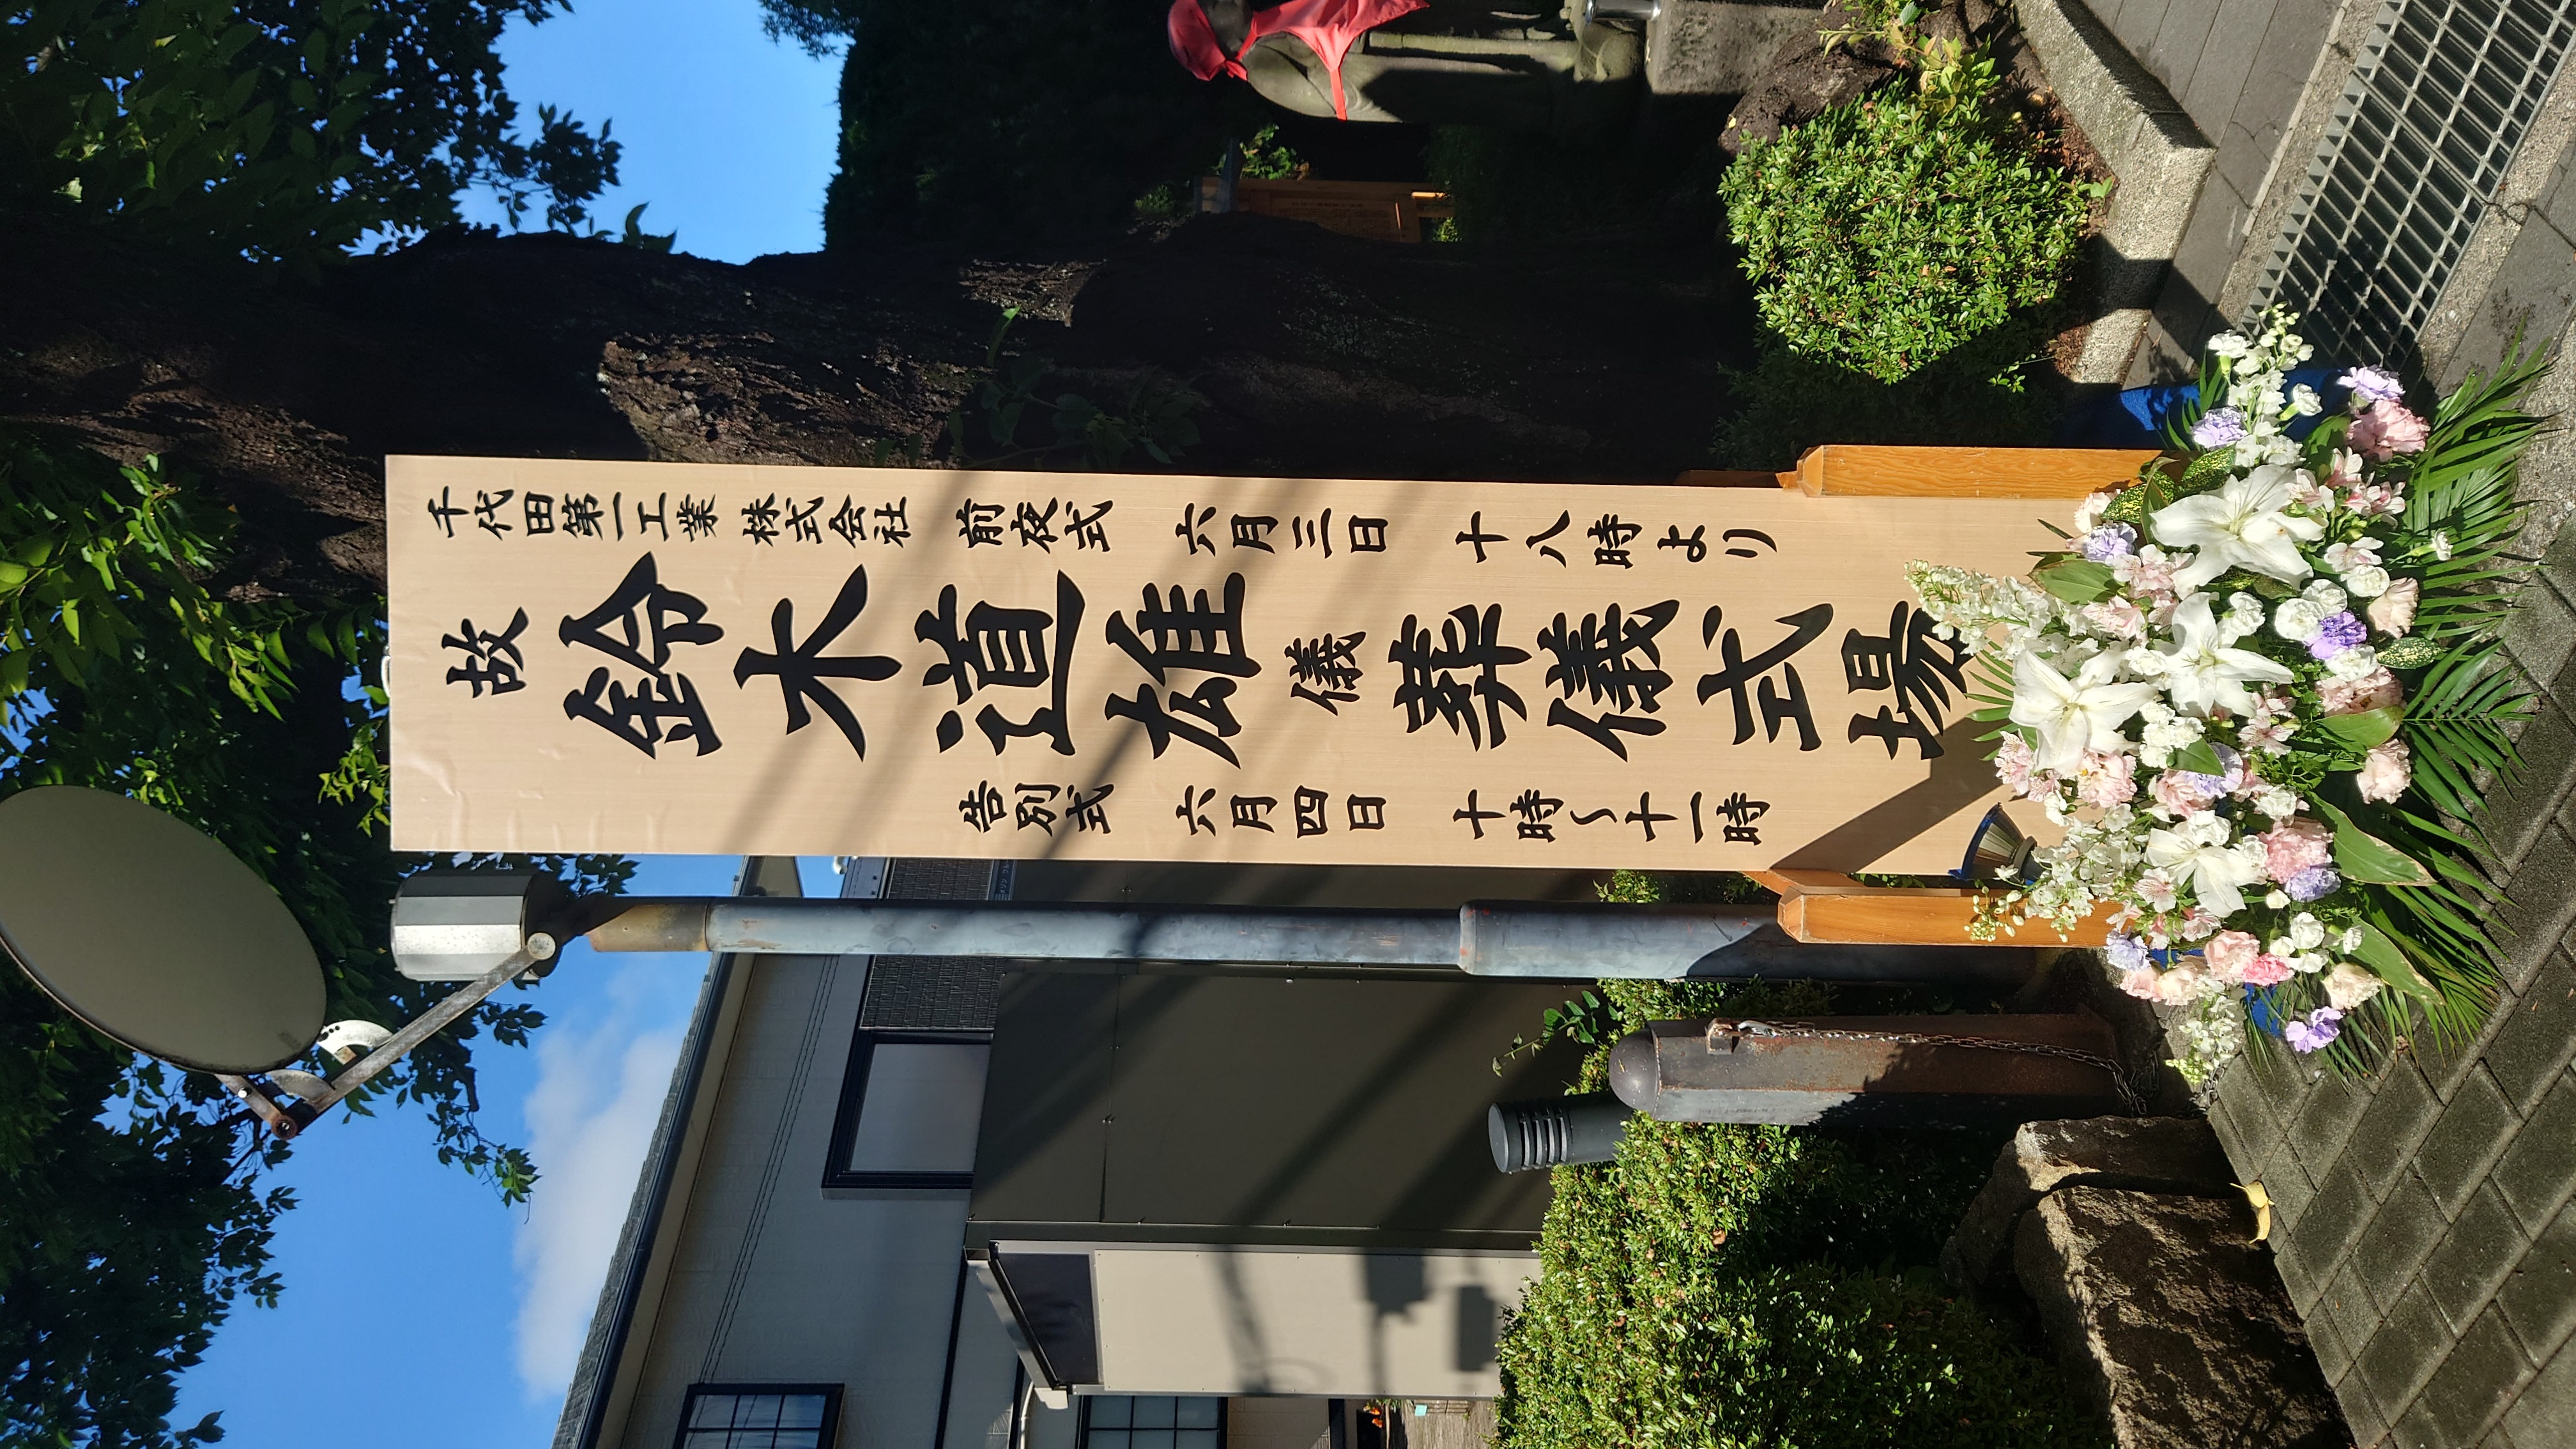 千代田第一工業 株式会社 前夜式 六月三日 十八時より
故 鈴木道雄 儀 葬儀式場
告別式 六月四日 十時〜十一時